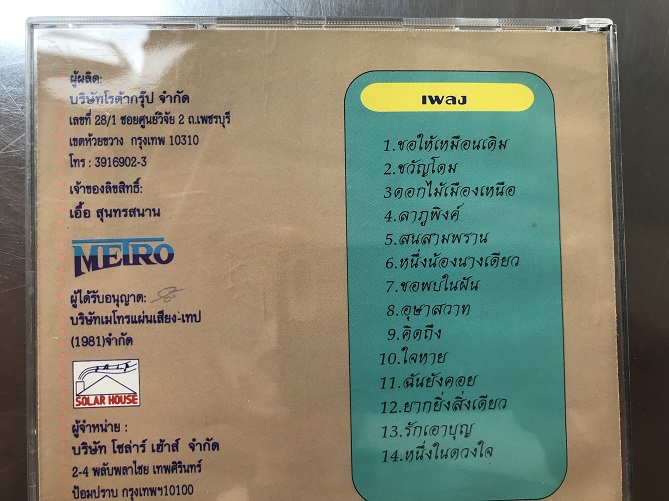 ผู้ผลิต:
บริษัทโรต้ากรุ๊ป จำกัด
เลขที่ 28/1 ซอยศูนย์วิจัย 2 ถ.เพชรบุรี
เขตห้วยขวาง กรุงเทพ 10310
โทร : 3916902-3
เจ้าของลิขสิทธิ์:
เอื้อ สุนทรสนาน
METRO
ผู้ได้รับอนุญาต:
บริษัทเมโทรแผ่นเสียง-เทป
(1981)จำกัด
SOLAR HOUSE
ผู้จำหน่าย :
บริษัท โซล่าร์ เฮ้าส์ จำกัด
2-4 พลับพลาไชย เทพศิรินทร์
ป้อมปราบ กรุงเทพฯ10100
เพลง
1.ขอให้เหมือนเดิม
2.ขวัญโดม
3ดอกไม้เมืองเหนือ
4.ลาภูพิงค์
5.สนสามพราน
6.หนึ่งน้องนางเดียว
7.ขอพบในฝัน
8.อุษาสวาท
9.คิดถึง
10.ใจหาย
11.ฉันยังคอย
12.ยากยิ่งสิ่งเดียว
13.รักเอาบุญ
14.หนึ่งในดวงใจ